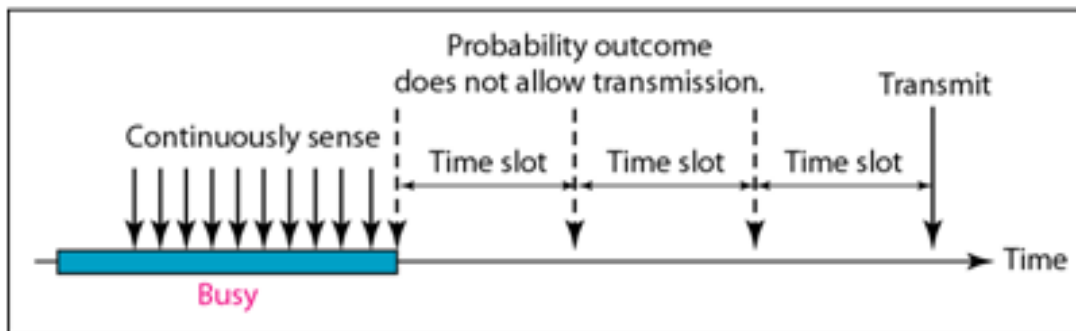 Probability outcome
does not allow transmission.
Transmit
Continuously sense
Time slot
Time slot
Time slot
Time
Busy